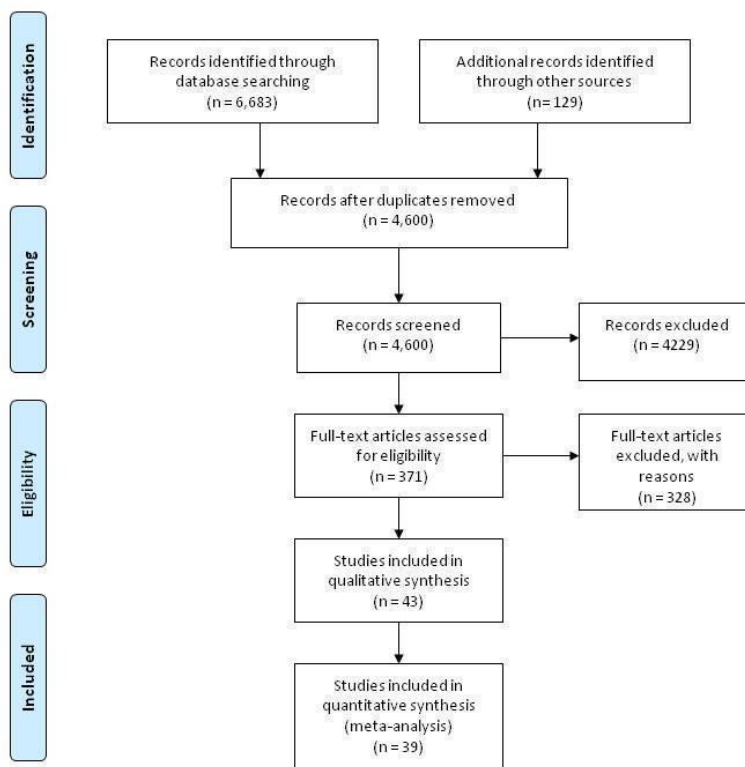 Identification
Records identified through
database searching
(n = 6,683)
Additional records identified
through other sources
(n = 129)
Records after duplicates removed
(n = 4,600)
Screening
Records screened
(n = 4,600)
Records excluded
(n = 4229)
Eligibility
Full-text articles assessed
for eligibility
(n = 371)
Full-text articles
excluded, with
reasons
(n = 328)
Studies included in
qualitative synthesis
(n = 43)
Included
Studies included in
quantitative synthesis
(meta-analysis)
(n = 39)